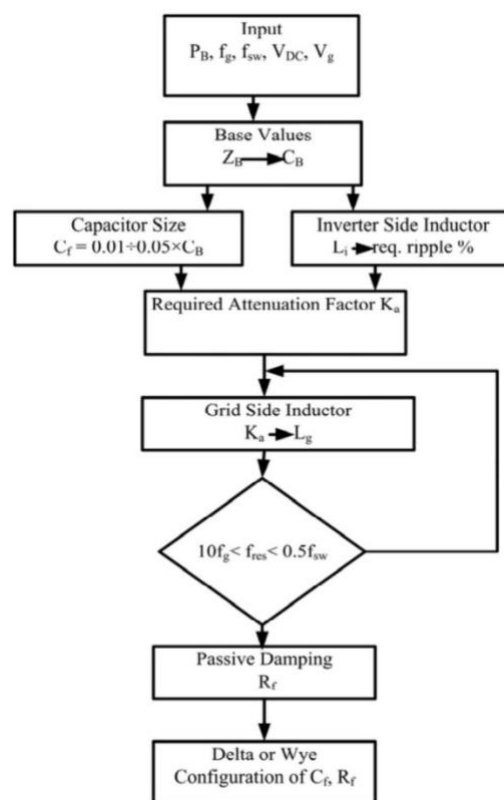 Input
P_B, f_g, f_sw, V_DC, V_g
Base Values
Z_B→C_B
Capacitor Size
C_f = 0.01÷0.05×C_B
Inverter Side Inductor
L_i→req. ripple %
Required Attenuation Factor K_a
Grid Side Inductor
K_a→L_g
10f_g< f_res< 0.5f_sw
Passive Damping
R_f
Delta or Wye
Configuration of C_f, R_f